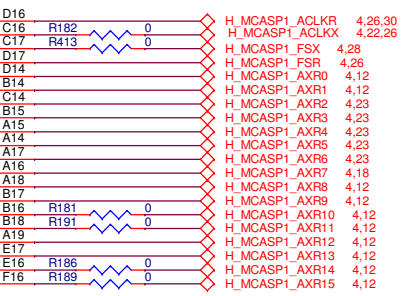 D16 H_MCASP1_ACLKR 4,26,30
C16 R182 0 H_MCASP1_ACLKX 4,22,26
C17 R413 0 H_MCASP1_FSX 4,28
D17 H_MCASP1_FSR 4,26
D14 H_MCASP1_AXR0 4,12
B14 H_MCASP1_AXR1 4,12
C14 H_MCASP1_AXR2 4,23
B15 H_MCASP1_AXR3 4,23
A15 H_MCASP1_AXR4 4,23
A14 H_MCASP1_AXR5 4,23
A17 H_MCASP1_AXR6 4,23
A16 H_MCASP1_AXR7 4,18
A18 H_MCASP1_AXR8 4,12
B17 H_MCASP1_AXR9 4,12
B16 R181 0 H_MCASP1_AXR10 4,12
B18 R191 0 H_MCASP1_AXR11 4,12
A19 H_MCASP1_AXR12 4,12
E17 H_MCASP1_AXR13 4,12
E16 R186 0 H_MCASP1_AXR14 4,12
F16 R189 0 H_MCASP1_AXR15 4,12